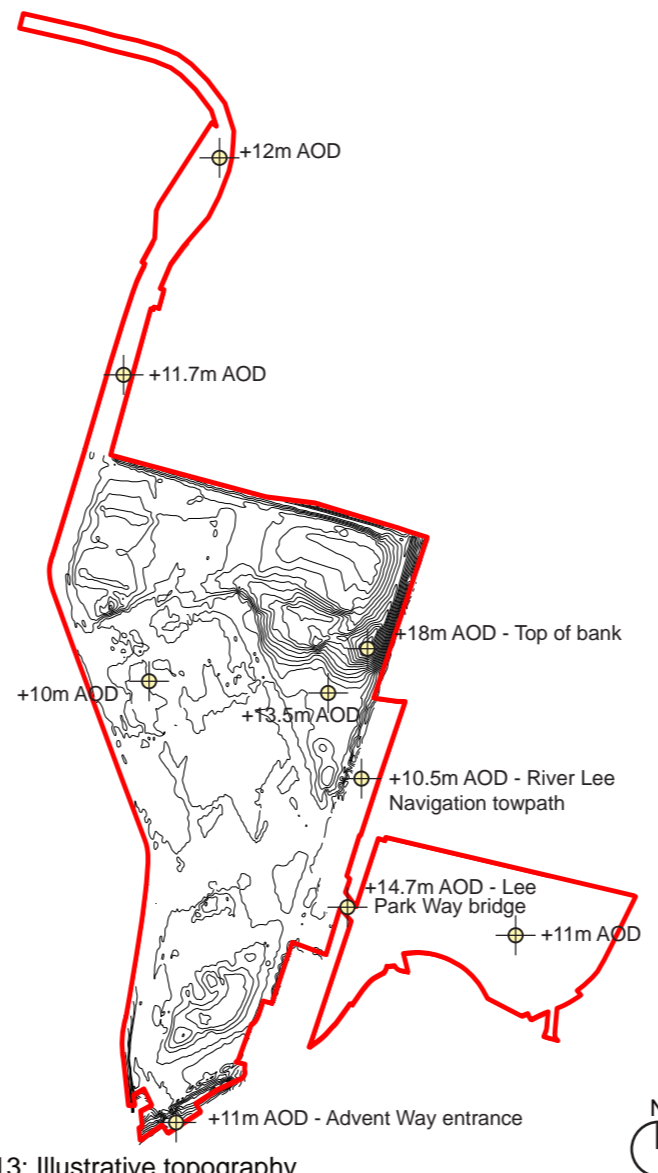 +12m AOD
+11.7m AOD
+18m AOD - Top of bank
+10m AOD
+13.5m AOD
+10.5m AOD - River Lee
Navigation towpath
+14.7m AOD - Lee
Park Way bridge
+11m AOD
+11m AOD - Advent Way entrance
N
13: Illustrative topography